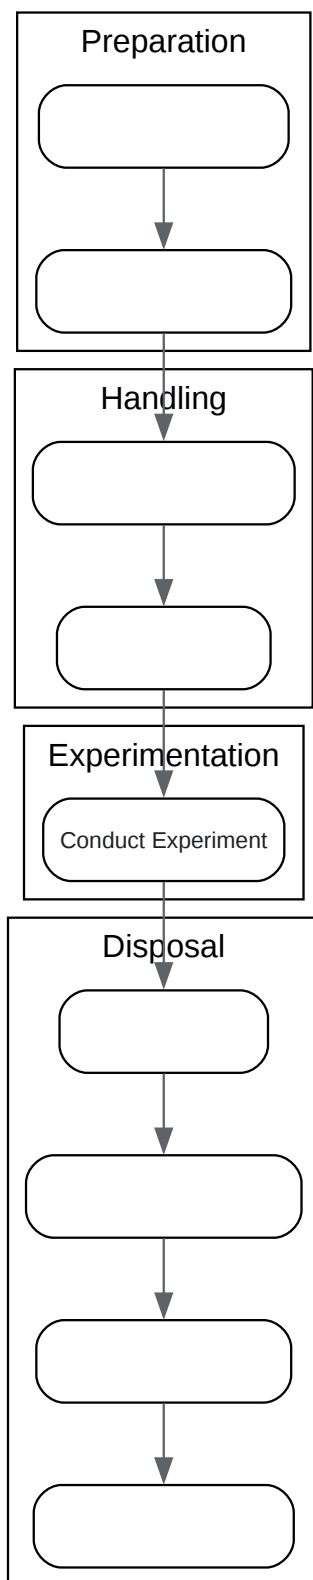 Preparation
Handling
Experimentation
Conduct Experiment
Disposal